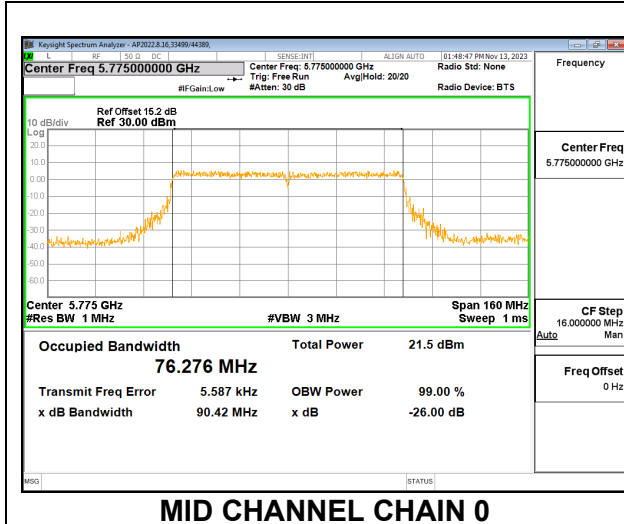 Keysight Spectrum Analyzer - AP2022.8.16,33499/44389,
L RF 50 Ω DC SENSE:INT ALIGN AUTO 01:48:47 PM Nov 13, 2023
Center Freq 5.775000000 GHz
Center Freq: 5.775000000 GHz
Radio Std: None
Trig: Free Run Avg|Hold: 20/20
#IFGain:Low
#Atten: 30 dB
Radio Device: BTS
Frequency
Ref Offset 15.2 dB
10 dB/div Ref 30.00 dBm
Log
20.0
10.0
0.00
-10.0
-20.0
-30.0
-40.0
-50.0
-60.0
Center Freq
5.775000000 GHz
Center 5.775 GHz Span 160 MHz
#Res BW 1 MHz #VBW 3 MHz Sweep 1 ms
CF Step
16.000000 MHz
Auto Man
Freq Offset
0 Hz
Occupied Bandwidth Total Power 21.5 dBm
76.276 MHz
Transmit Freq Error 5.587 kHz OBW Power 99.00 %
x dB Bandwidth 90.42 MHz x dB -26.00 dB
MSG STATUS
MID CHANNEL CHAIN 0